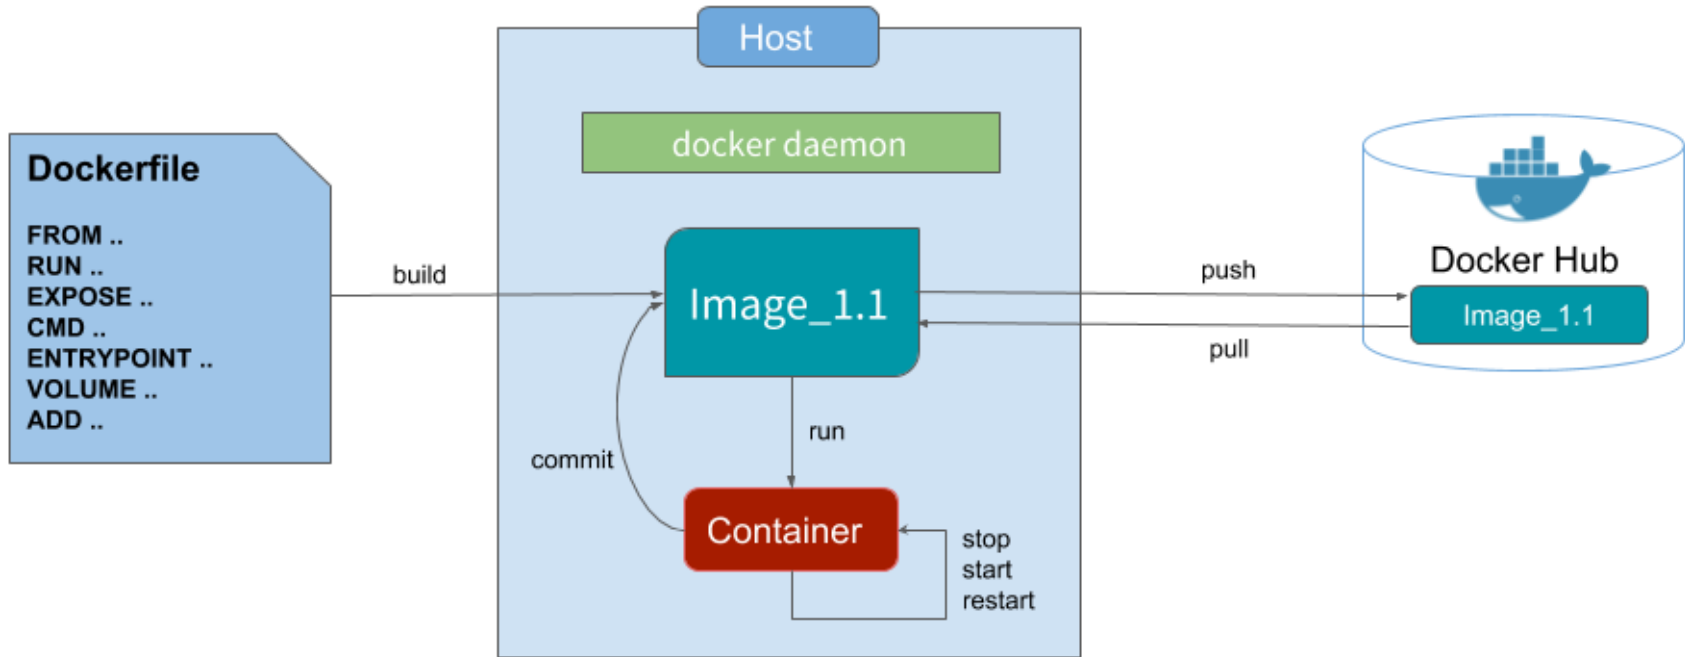 Host
docker daemon
Dockerfile
FROM ..
RUN ..
EXPOSE ..
CMD ..
ENTRYPOINT ..
VOLUME ..
ADD ..
build
Image_1.1
push
pull
Docker Hub
Image_1.1
run
commit
Container
stop
start
restart